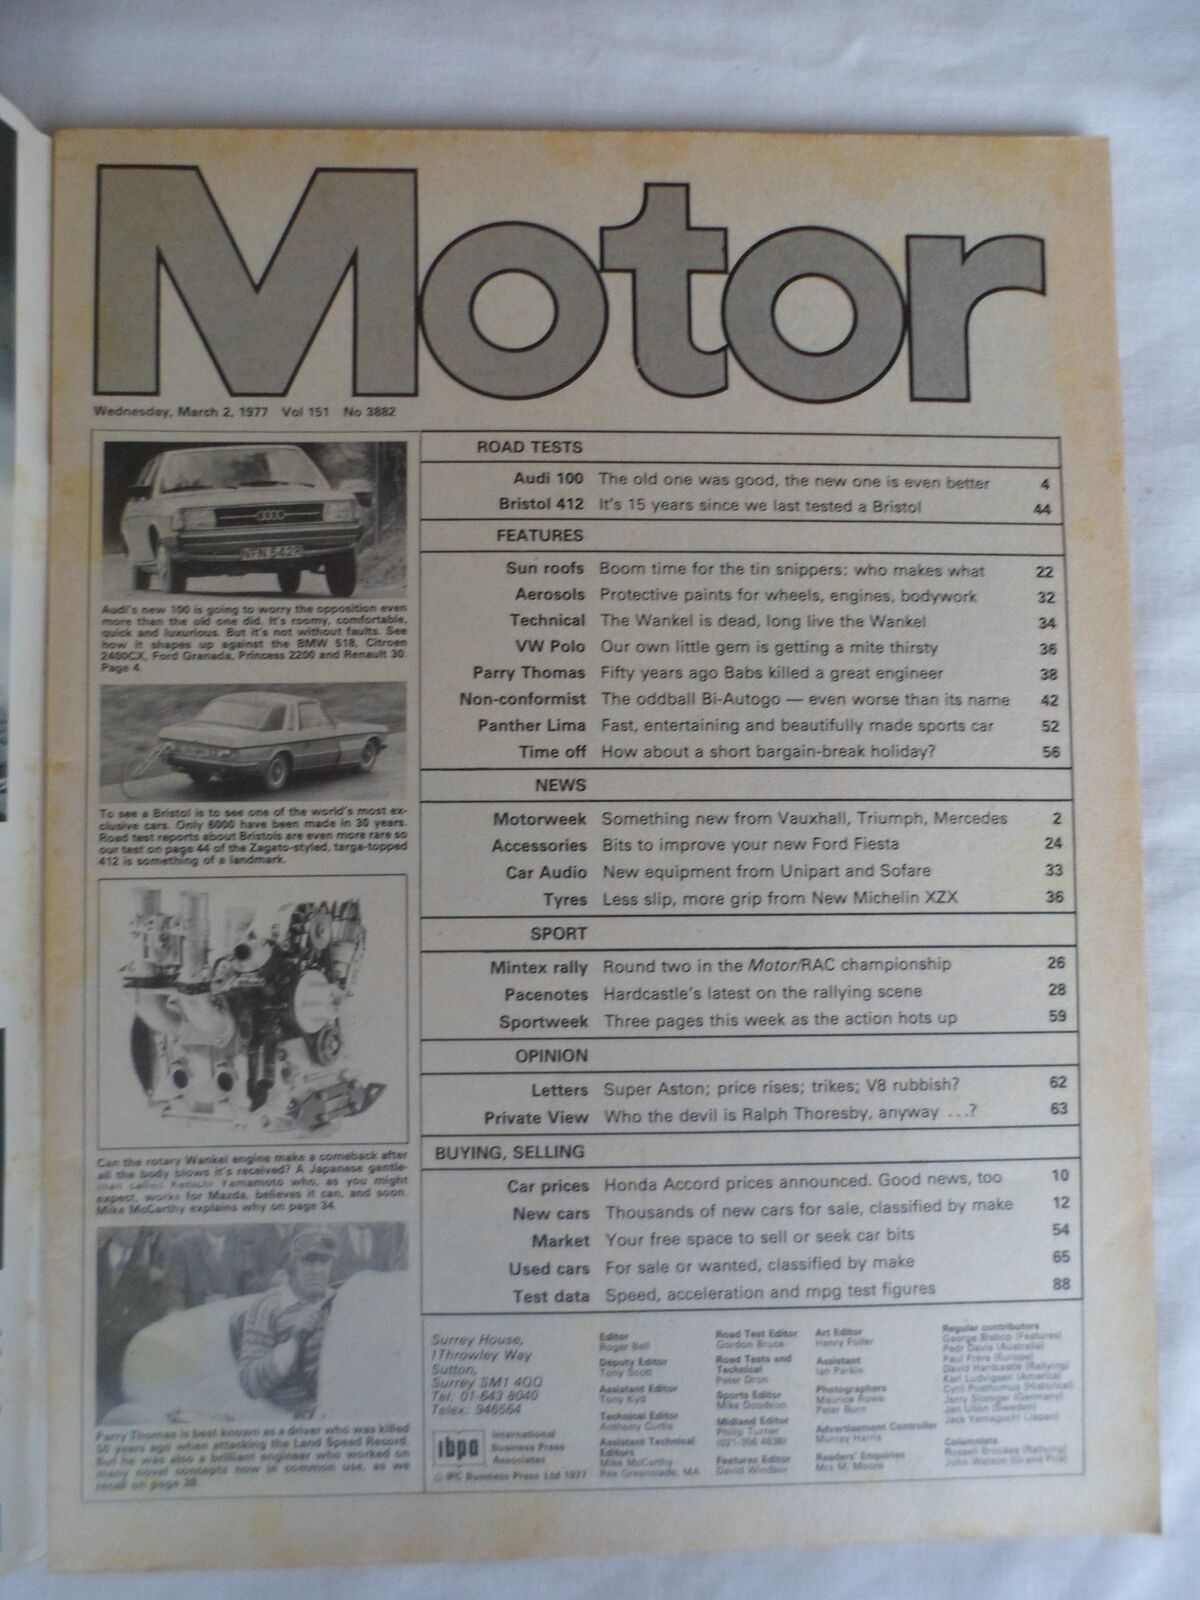 Motor
Wednesday, March 2, 1977 Vol 151 No 3882
NFN 542R
Audi's new 100 is going to worry the opposition even
more than the old one did. It's roomy, comfortable,
quick and luxurious. But it's not without faults. See
how it shapes up against the BMW 518, Citroen
2400CX, Ford Granada, Princess 2200 and Renault 30.
Page 4.
To see a Bristol is to see one of the world's most ex-
clusive cars. Only 6000 have been made in 30 years.
Road test reports about Bristols are even more rare so
our test on page 44 of the Zagato-styled, targa-topped
412 is something of a landmark.
Can the rotary Wankel engine make a comeback after
all the body blows it's received? A Japanese gentle-
man called Kenichi Yamamoto who, as you might
expect, works for Mazda, believes it can, and soon.
Mike McCarthy explains why on page 34.
Parry Thomas is best known as a driver who was killed
50 years ago when attacking the Land Speed Record.
But he was also a brilliant engineer who worked on
many novel concepts now in common use, as we
recall on page 38.
ROAD TESTS
Audi 100 The old one was good, the new one is even better 4
Bristol 412 It's 15 years since we last tested a Bristol 44
FEATURES
Sun roofs Boom time for the tin snippers: who makes what 22
Aerosols Protective paints for wheels, engines, bodywork 32
Technical The Wankel is dead, long live the Wankel 34
VW Polo Our own little gem is getting a mite thirsty 36
Parry Thomas Fifty years ago Babs killed a great engineer 38
Non-conformist The oddball Bi-Autogo — even worse than its name 42
Panther Lima Fast, entertaining and beautifully made sports car 52
Time off How about a short bargain-break holiday? 56
NEWS
Motorweek Something new from Vauxhall, Triumph, Mercedes 2
Accessories Bits to improve your new Ford Fiesta 24
Car Audio New equipment from Unipart and Sofare 33
Tyres Less slip, more grip from New Michelin XZX 36
SPORT
Mintex rally Round two in the Motor/RAC championship 26
Pacenotes Hardcastle's latest on the rallying scene 28
Sportweek Three pages this week as the action hots up 59
OPINION
Letters Super Aston; price rises; trikes; V8 rubbish? 62
Private View Who the devil is Ralph Thoresby, anyway ...? 63
BUYING, SELLING
Car prices Honda Accord prices announced. Good news, too 10
New cars Thousands of new cars for sale, classified by make 12
Market Your free space to sell or seek car bits 54
Used cars For sale or wanted, classified by make 65
Test data Speed, acceleration and mpg test figures 88
Surrey House,
1Throwley Way
Sutton,
Surrey SM1 4QQ
Tel: 01-643 8040
Telex: 946564
ibpa
International
Business Press
Associates
© IPC Business Press Ltd 1977
Editor
Roger Bell
Deputy Editor
Tony Scott
Assistant Editor
Tony Kyd
Technical Editor
Anthony Curtis
Assistant Technical
Editors
Mike McCarthy
Rex Greenslade, MA
Road Test Editor
Gordon Bruce
Road Tests and
Technical
Peter Dron
Sports Editor
Mike Doodson
Midland Editor
Philip Turner
(021-356 4838)
Features Editor
David Windsor
Art Editor
Henry Fuller
Assistant
Ian Parkin
Photographers
Maurice Rowe
Peter Burn
Advertisement Controller
Murray Harris
Readers' Enquiries
Mrs M. Moore
Regular contributors
George Bishop (Features)
Pedr Davis (Australia)
Paul Frère (Europe)
David Hardcastle (Rallying)
Karl Ludvigsen (America)
Cyril Posthumus (Historical)
Jerry Sloniger (Germany)
Jan Ullén (Sweden)
Jack Yamaguchi (Japan)
Columnists
Russell Brookes (Rallying)
John Watson (Grand Prix)